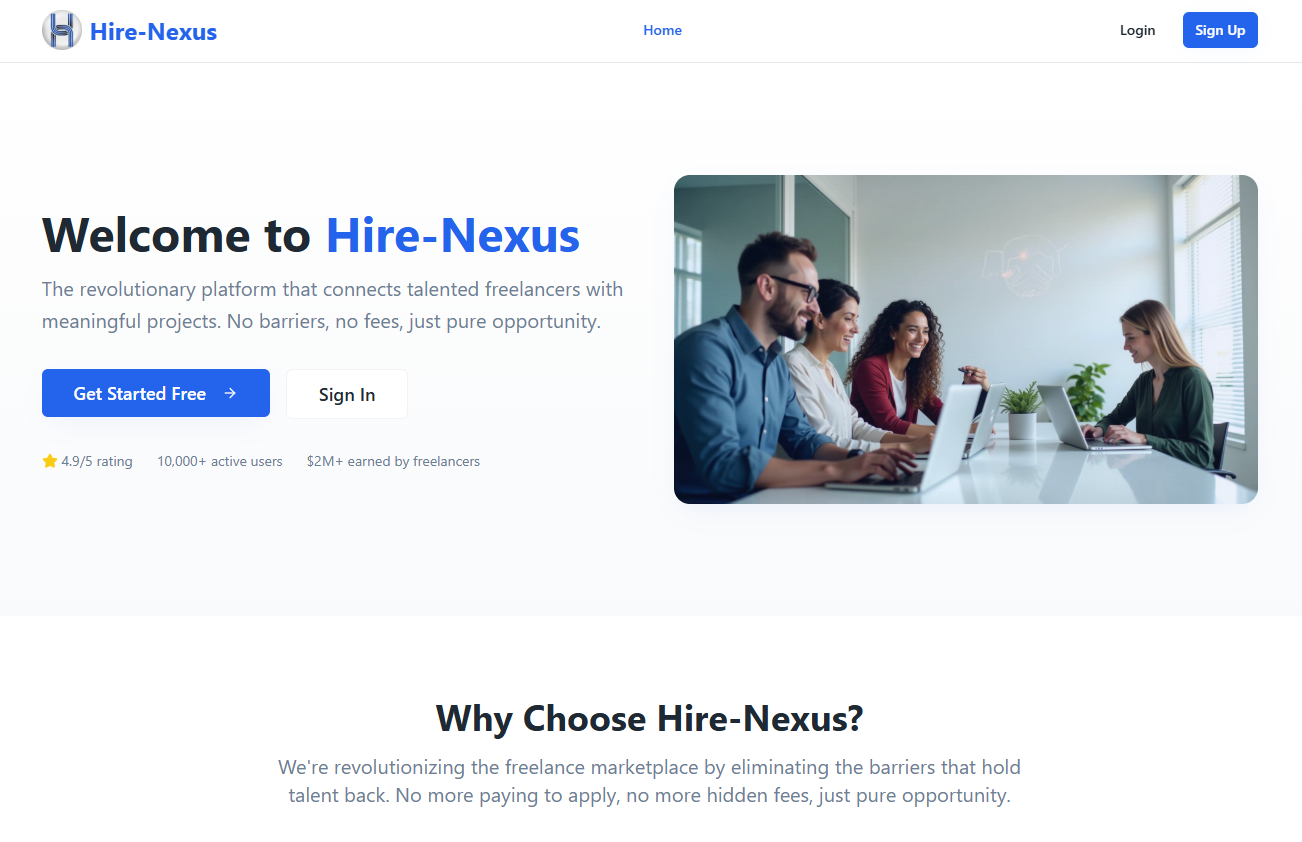 Hire-Nexus
Home
Login
Sign Up
Welcome to Hire-Nexus
The revolutionary platform that connects talented freelancers with
meaningful projects. No barriers, no fees, just pure opportunity.
Get Started Free →
Sign In
4.9/5 rating
10,000+ active users
$2M+ earned by freelancers
Why Choose Hire-Nexus?
We're revolutionizing the freelance marketplace by eliminating the barriers that hold
talent back. No more paying to apply, no more hidden fees, just pure opportunity.